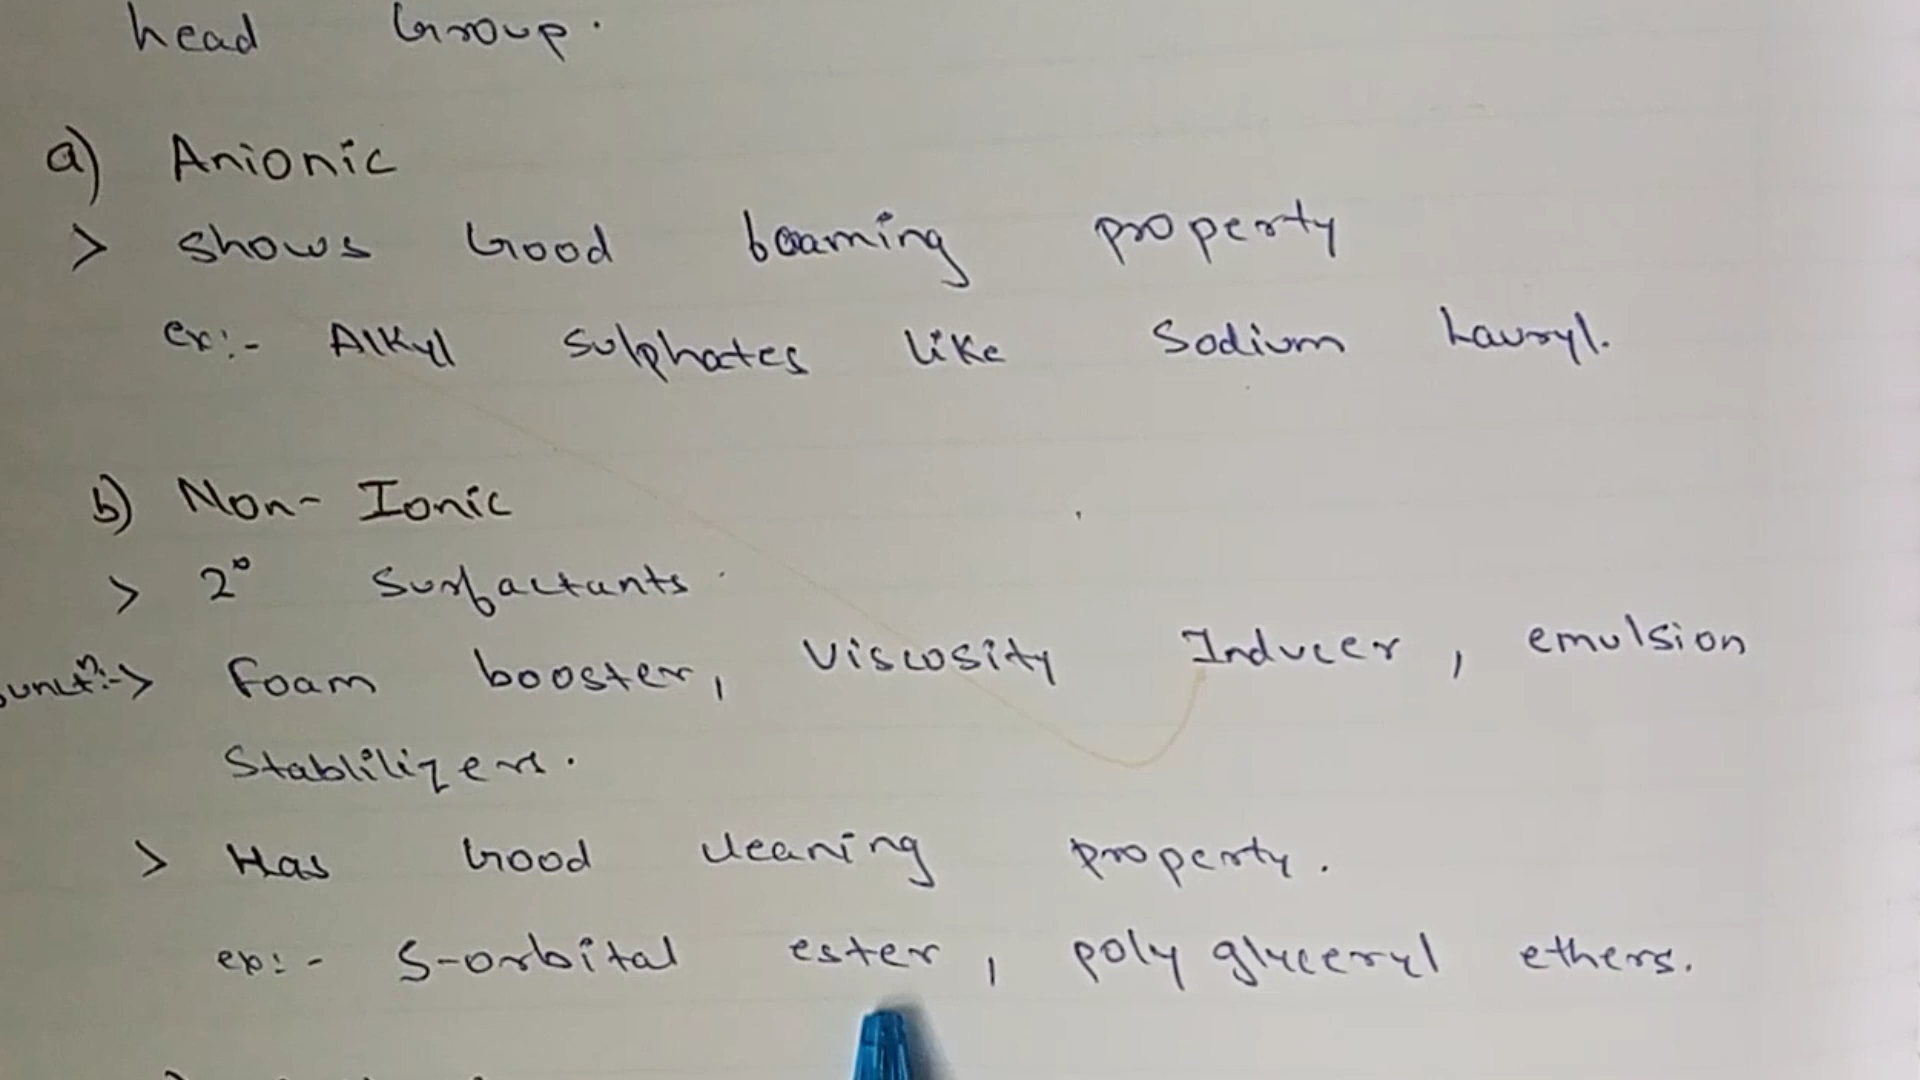 head Group.
a) Anionic
> shows Good foaming property
ex:- Alkyl sulphates like Sodium Lauryl.
b) Non-Ionic
> 2° Surfactants
> Foam booster, Viscosity Inducer, emulsion
Stablilizers.
> Has Good cleaning property.
ex:- S-orbital ester, poly glyceryl ethers.